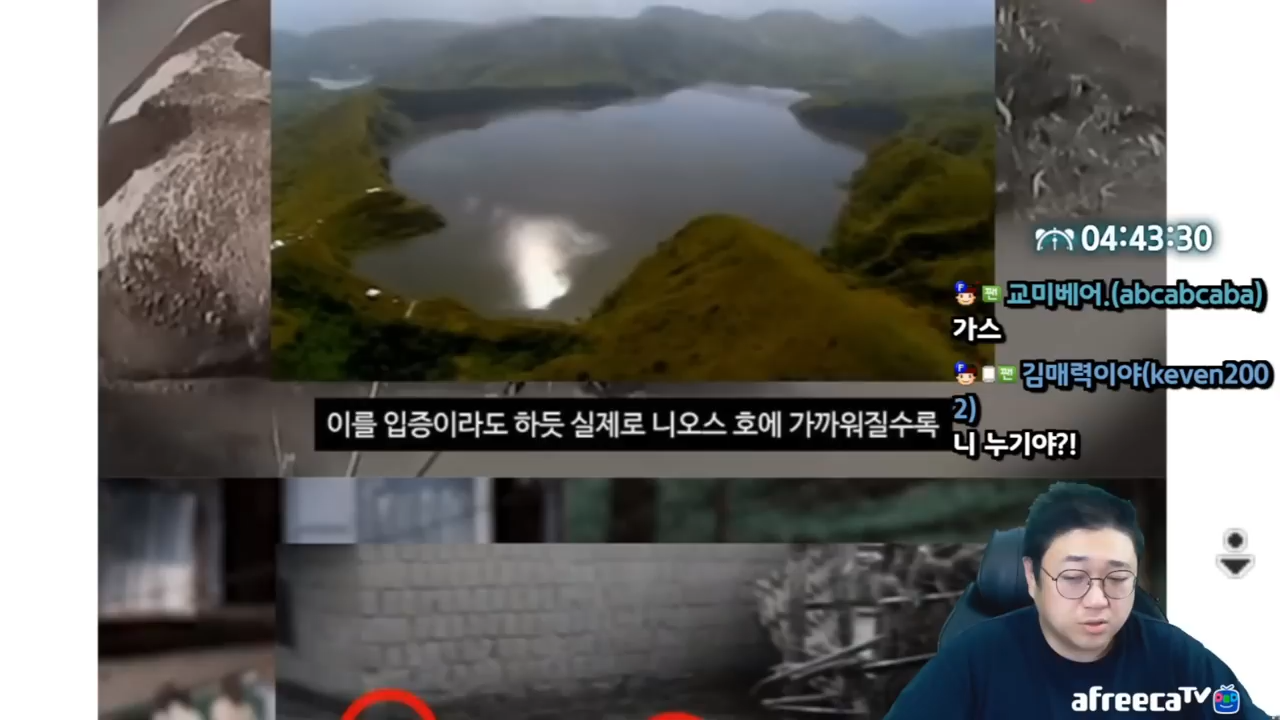 04:43:30
F 팬 교미베어.(abcabcaba)
가스
F 팬 김매력이야(keven200
2)
니 누기야?!
이를 입증이라도 하듯 실제로 니오스 호에 가까워질수록
afreecaTV